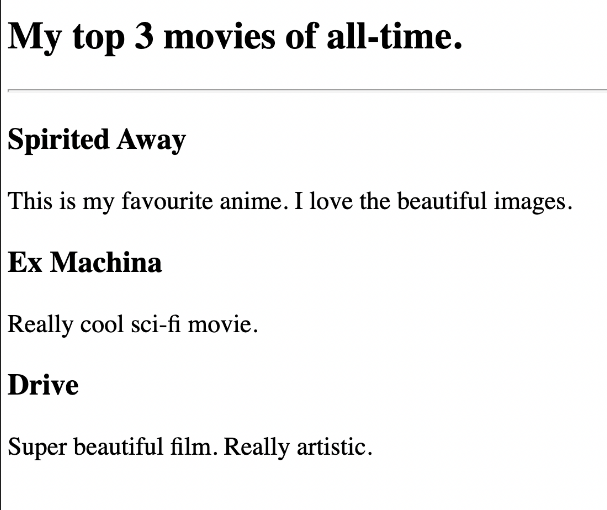 My top 3 movies of all-time.
Spirited Away
This is my favourite anime. I love the beautiful images.
Ex Machina
Really cool sci-fi movie.
Drive
Super beautiful film. Really artistic.